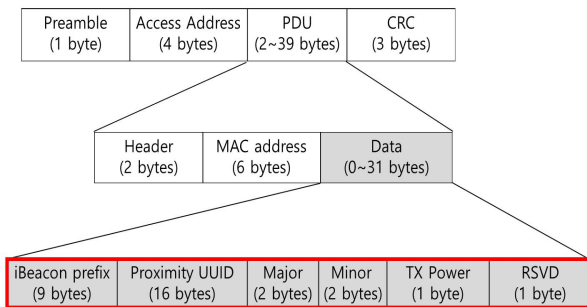 Preamble Access Address PDU CRC
(1 byte) (4 bytes) (2~39 bytes) (3 bytes)
Header MAC address Data
(2 bytes) (6 bytes) (0~31 bytes)
iBeacon prefix Proximity UUID Major Minor TX Power RSVD
(9 bytes) (16 bytes) (2 bytes) (2 bytes) (1 byte) (1 byte)